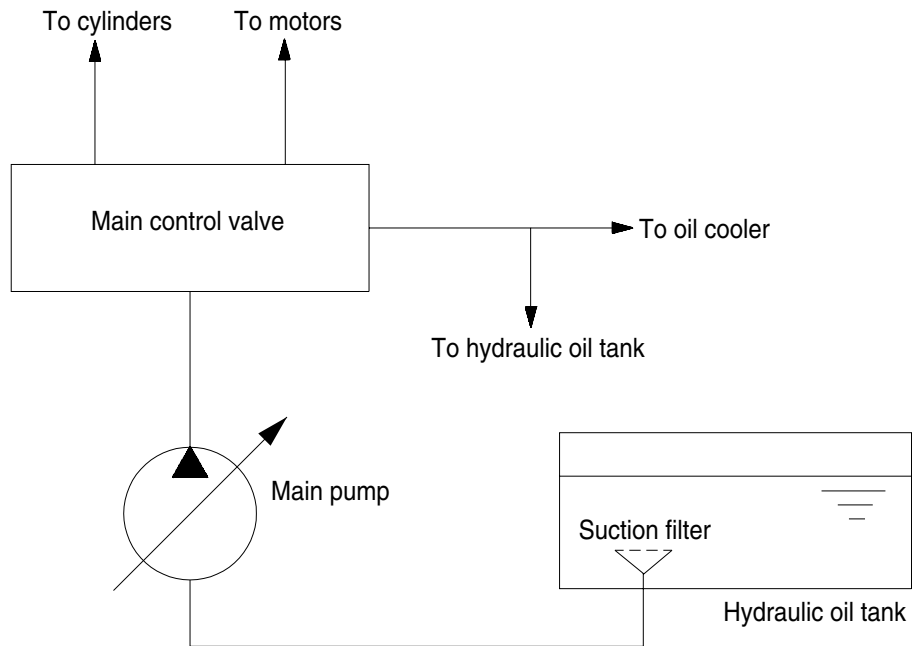 To cylinders
To motors
Main control valve
To oil cooler
To hydraulic oil tank
Main pump
Suction filter
Hydraulic oil tank